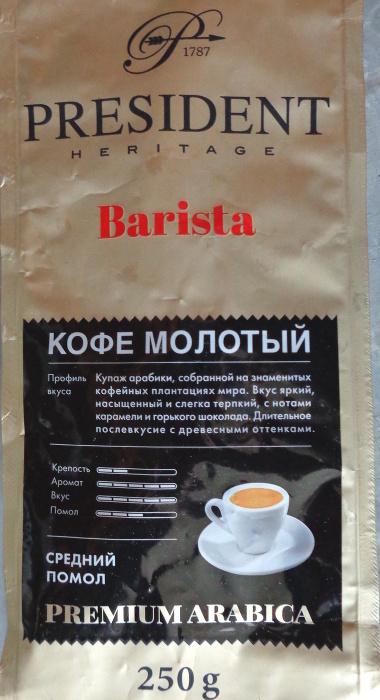 P
1787
PRESIDENT
HERITAGE
Barista
КОФЕ МОЛОТЫЙ
Профиль вкуса
Купаж арабики, собранной на знаменитых
кофейных плантациях мира. Вкус яркий,
насыщенный и слегка терпкий, с нотами
карамели и горького шоколада. Длительное
послевкусие с древесными оттенками.
Крепость
Аромат
Вкус
Помол
СРЕДНИЙ
ПОМОЛ
PREMIUM ARABICA
250 g